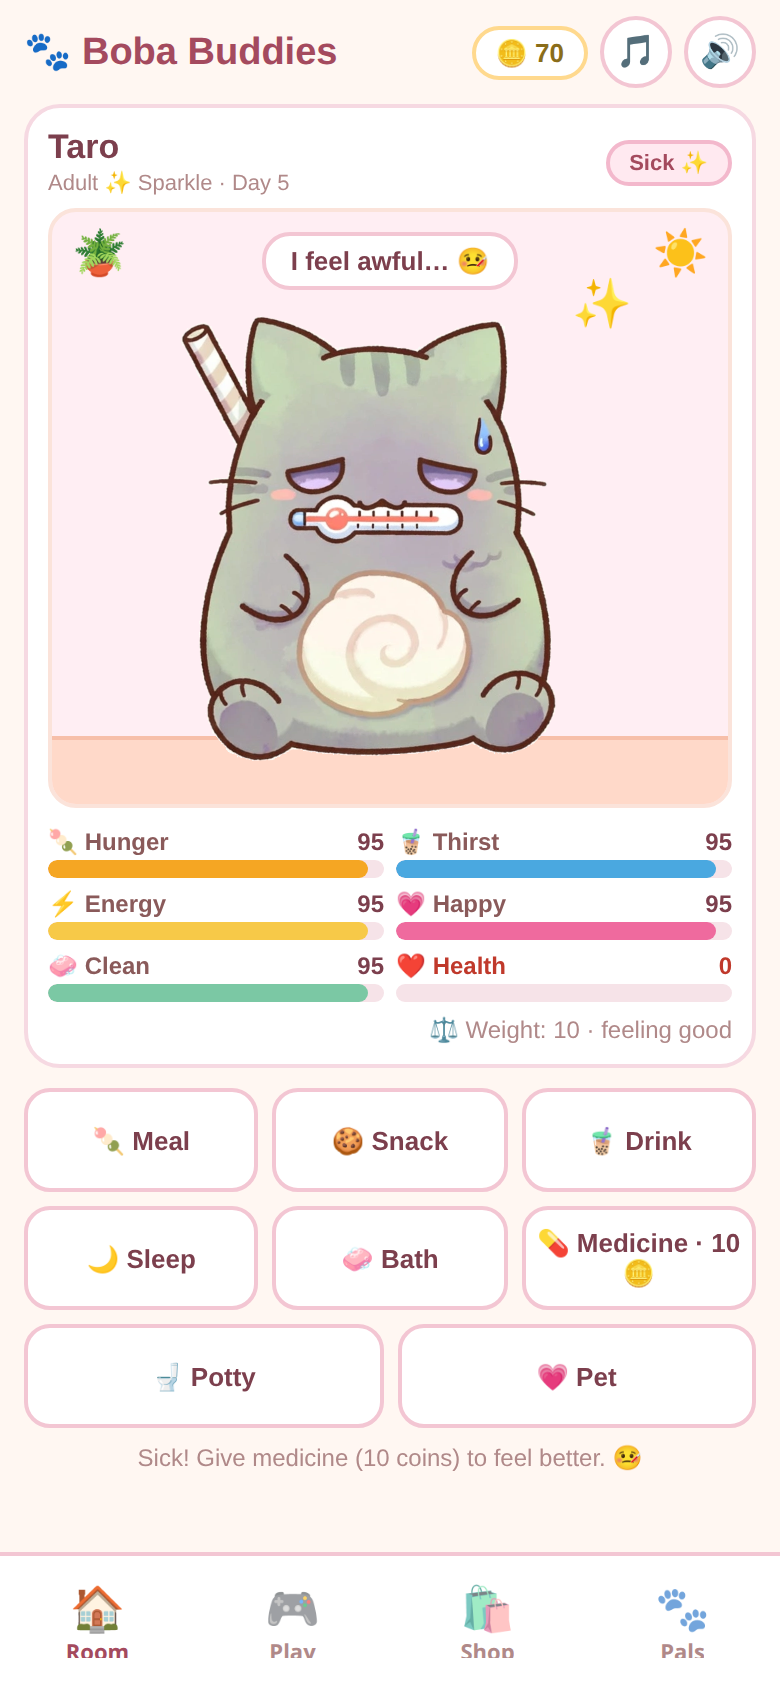 🐾 Boba Buddies
🪙 70
🎵
🔊
Taro
Adult ✨ Sparkle · Day 5
Sick ✨
I feel awful… 🤒
🍡 Hunger 95
🧋 Thirst 95
⚡ Energy 95
💗 Happy 95
🧼 Clean 95
❤️ Health 0
⚖️ Weight: 10 · feeling good
🍡 Meal
🍪 Snack
🧋 Drink
🌙 Sleep
🧼 Bath
💊 Medicine · 10
🪙
🚽 Potty
💗 Pet
Sick! Give medicine (10 coins) to feel better. 🤒
Room
Play
Shop
Pals